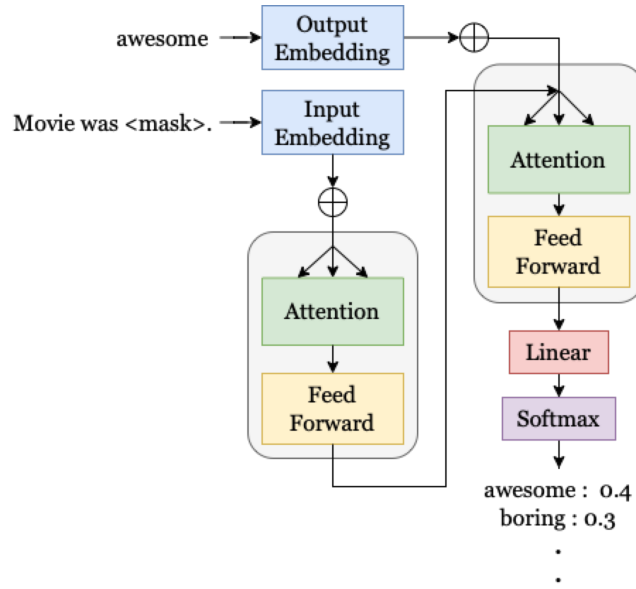 awesome
Output
Embedding
Movie was <mask>.
Input
Embedding
Attention
Feed
Forward
Attention
Feed
Forward
Linear
Softmax
awesome : 0.4
boring : 0.3
.
.